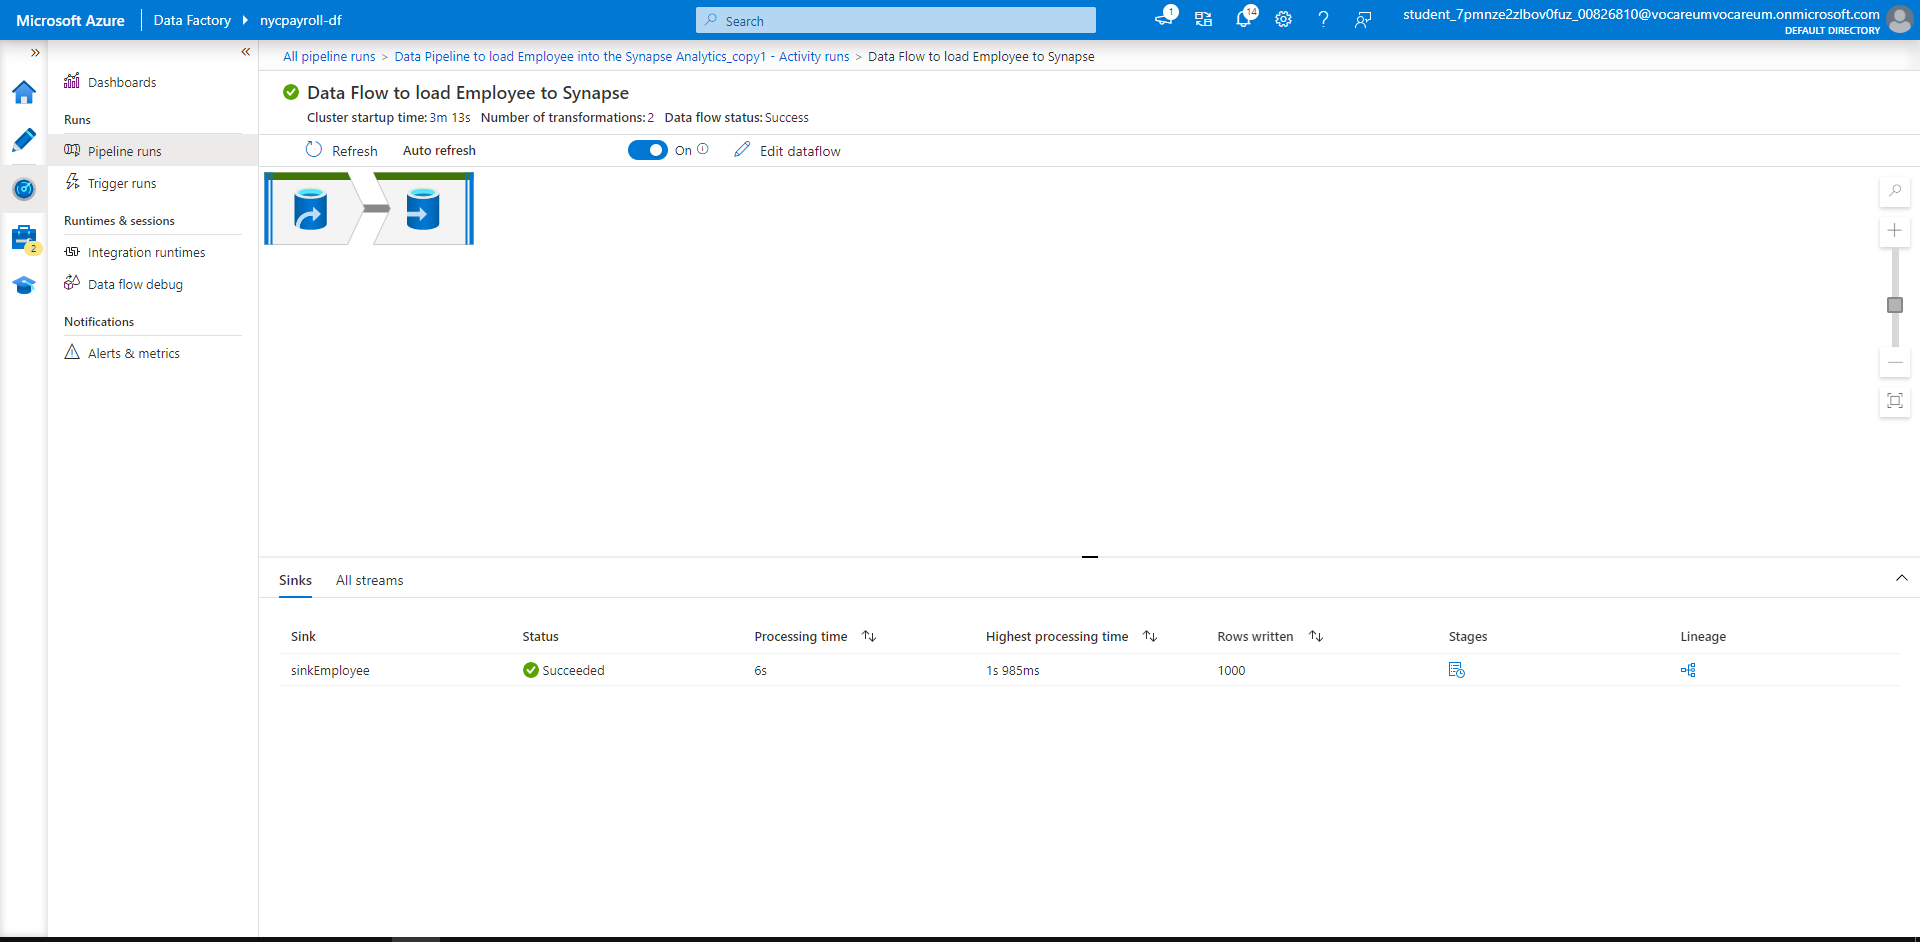 Microsoft Azure Data Factory nycpayroll-df Search 1 14 student_7pmnze2zlbov0fuz_00826810@vocareumvocareum.onmicrosoft.com
DEFAULT DIRECTORY
All pipeline runs > Data Pipeline to load Employee into the Synapse Analytics_copy1 - Activity runs > Data Flow to load Employee to Synapse
Dashboards
Runs
Pipeline runs
Trigger runs
Runtimes & sessions
2
Integration runtimes
Data flow debug
Notifications
Alerts & metrics
Data Flow to load Employee to Synapse
Cluster startup time: 3m 13s Number of transformations: 2 Data flow status: Success
Refresh Auto refresh On Edit dataflow
Sinks All streams
Sink Status Processing time Highest processing time Rows written Stages Lineage
sinkEmployee Succeeded 6s 1s 985ms 1000